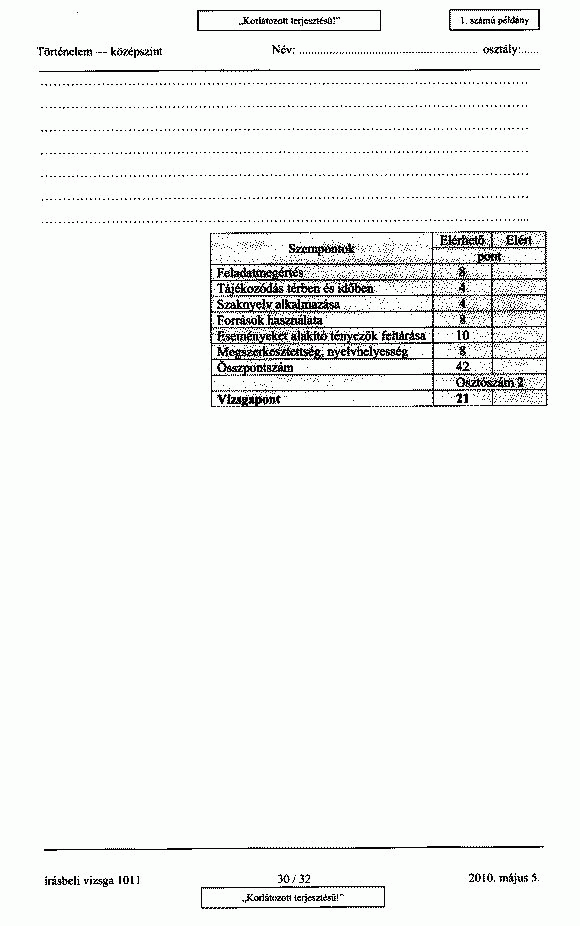 „Korlátozott terjesztésű!”
1. számú példány
Történelem — középszint
Név: ................................................................ osztály:......
Szempontok
Elérhető
Elért
pont
Feladatmegértés 8
Tájékozódás térben és időben 4
Szaknyelv alkalmazása 4
Források használata 8
Eseményeket alakító tényezők feltárása 10
Megszerkesztettség, nyelvhelyesség 8
Összpontszám 42
Osztószám 2
Vizsgapont 21
írásbeli vizsga 1011
30 / 32
2010. május 5.
„Korlátozott terjesztésű!”